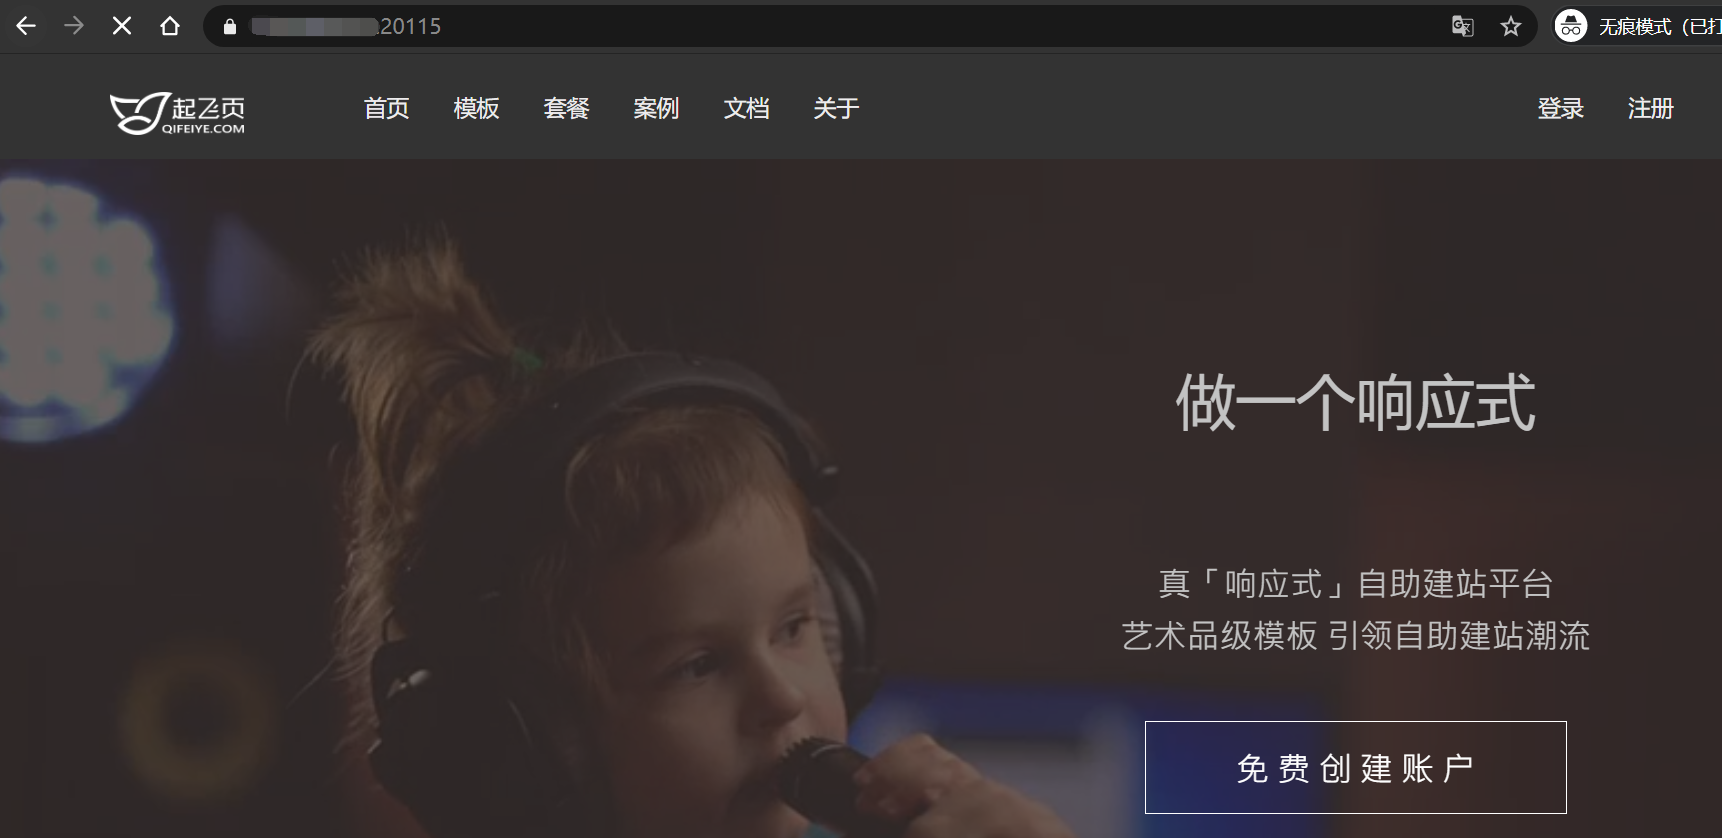 20115
无痕模式（已打
起飞页
QIFEIYE.COM
首页 模板 套餐 案例 文档 关于 登录 注册
做一个响应式
真「响应式」自助建站平台
艺术品级模板 引领自助建站潮流
免费创建账户